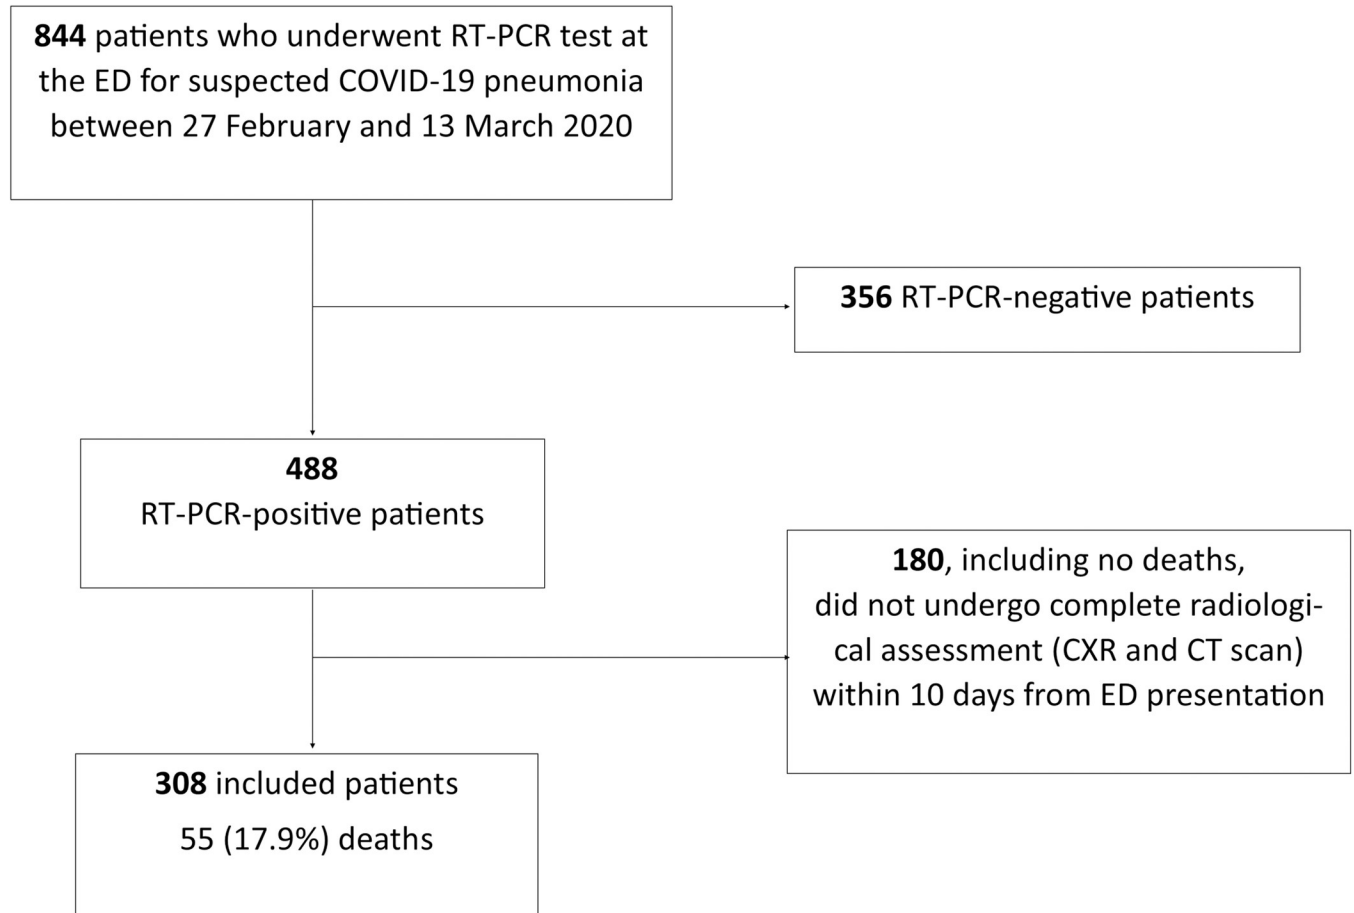 844 patients who underwent RT-PCR test at
the ED for suspected COVID-19 pneumonia
between 27 February and 13 March 2020
356 RT-PCR-negative patients
488
RT-PCR-positive patients
180, including no deaths,
did not undergo complete radiologi-
cal assessment (CXR and CT scan)
within 10 days from ED presentation
308 included patients
55 (17.9%) deaths